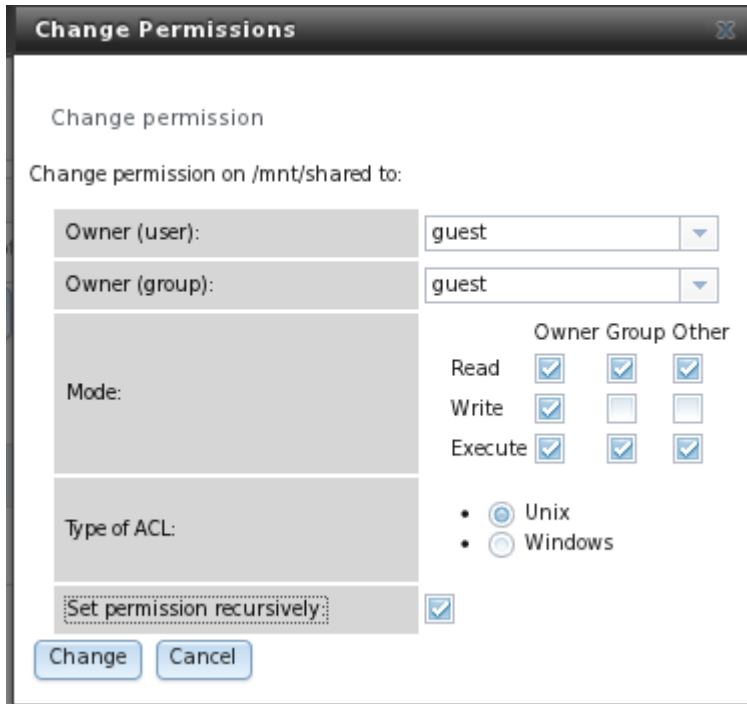 Change Permissions
Change permission
Change permission on /mnt/shared to:
Owner (user): guest
Owner (group): guest
Owner Group Other
Read
Mode:
Write
Execute
Type of ACL:
Unix
Windows
Set permission recursively:
Change Cancel